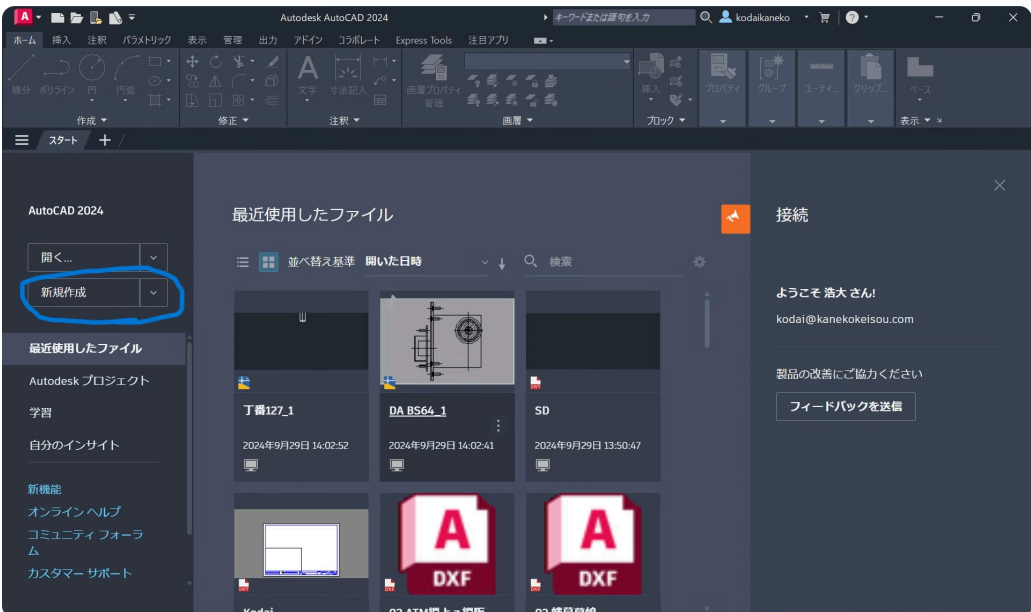 A
Autodesk AutoCAD 2024
キーワードまたは語句を入力
kodaikaneko
?
ホーム 挿入 注釈 パラメトリック 表示 管理 出力 アドイン コラボレート Express Tools 注目アプリ
線分 ポリライン 円 円弧
A
文字 寸法記入
画層プロパティ
管理
挿入
プロパティ
グループ
ユーティ...
クリップ...
ベース
作成 修正 注釈 画層 ブロック 表示
スタート
AutoCAD 2024
開く...
新規作成
最近使用したファイル
Autodesk プロジェクト
学習
自分のインサイト
新機能
オンライン ヘルプ
コミュニティ フォーラ
ム
カスタマー サポート
最近使用したファイル
並べ替え基準 開いた日時
検索
丁番127_1
2024年9月29日 14:02:52
DA BS64_1
2024年9月29日 14:02:41
DWT
SD
2024年9月29日 13:50:47
DWT
Kodai
A
DXF
A
DXF
接続
ようこそ 浩大 さん!
kodai@kanekokeisou.com
製品の改善にご協力ください
フィードバックを送信